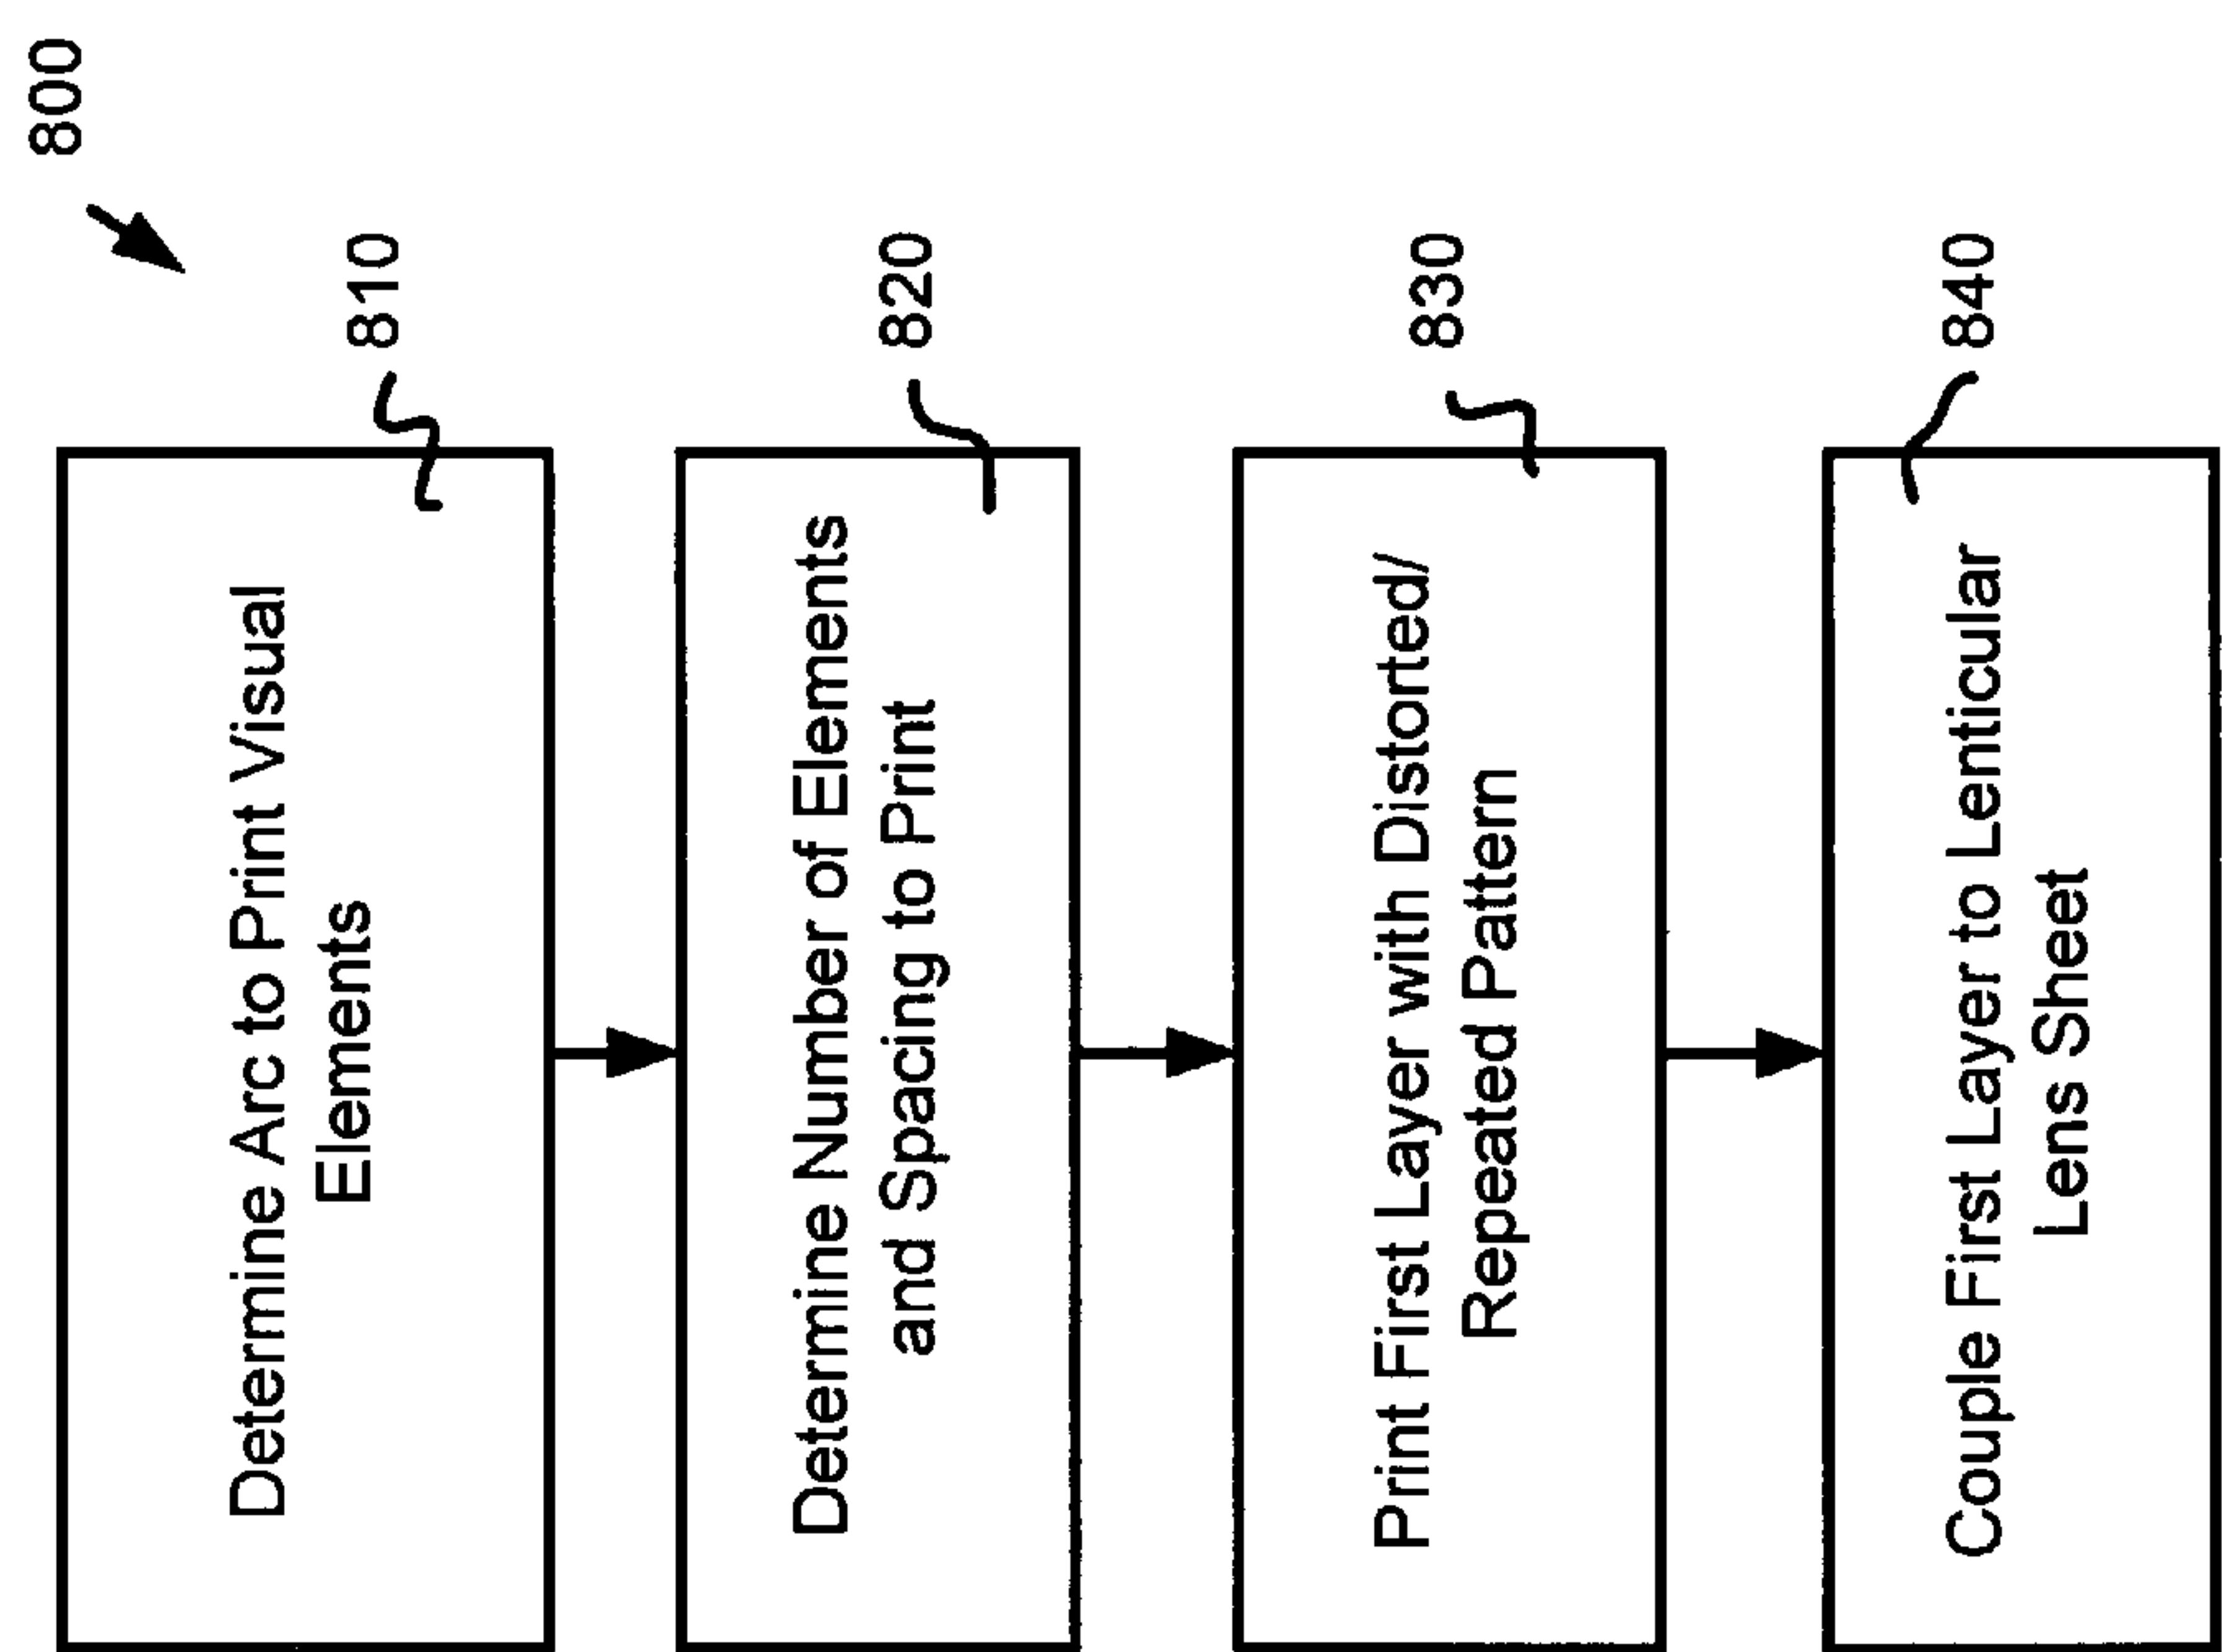 800
Determine Arc to Print Visual
Elements
810
Determine Number of Elements
and Spacing to Print
820
Print First Layer with Distorted/
Repeated Pattern
830
Couple First Layer to Lenticular
Lens Sheet
840